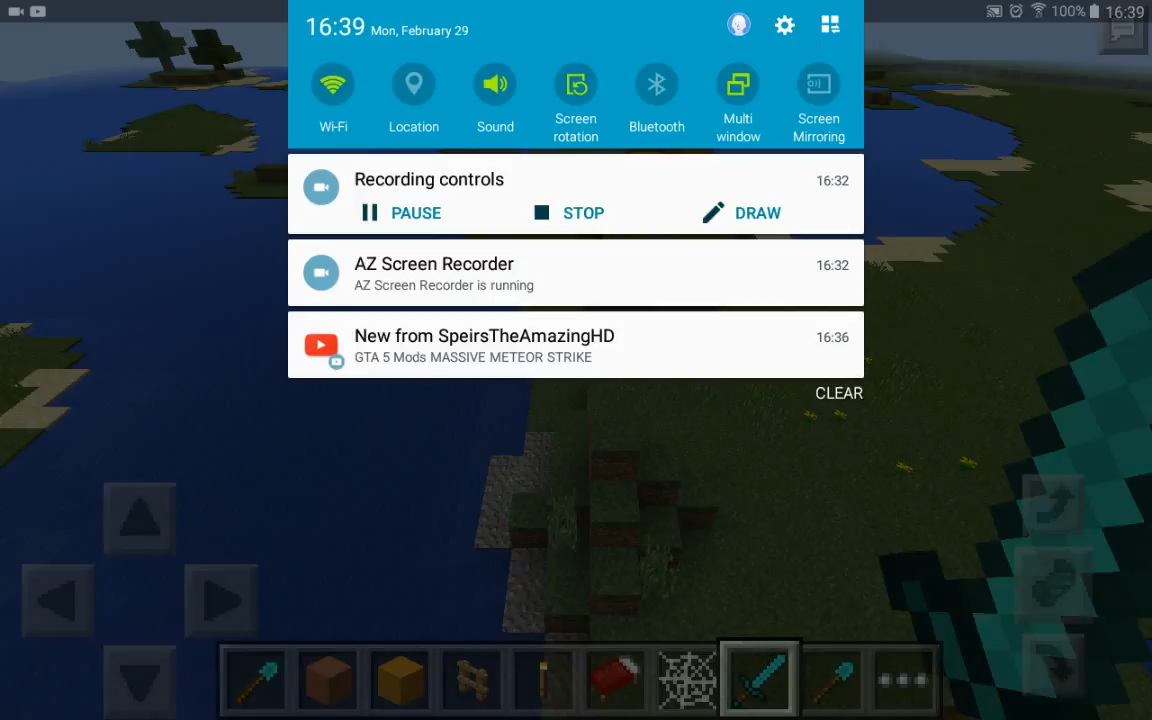 16:39 Mon, February 29
100% 16:39
Wi-Fi
Location
Sound
Screen
rotation
Bluetooth
Multi
window
Screen
Mirroring
Recording controls 16:32
PAUSE STOP DRAW
AZ Screen Recorder 16:32
AZ Screen Recorder is running
New from SpeirsTheAmazingHD 16:36
GTA 5 Mods MASSIVE METEOR STRIKE
CLEAR